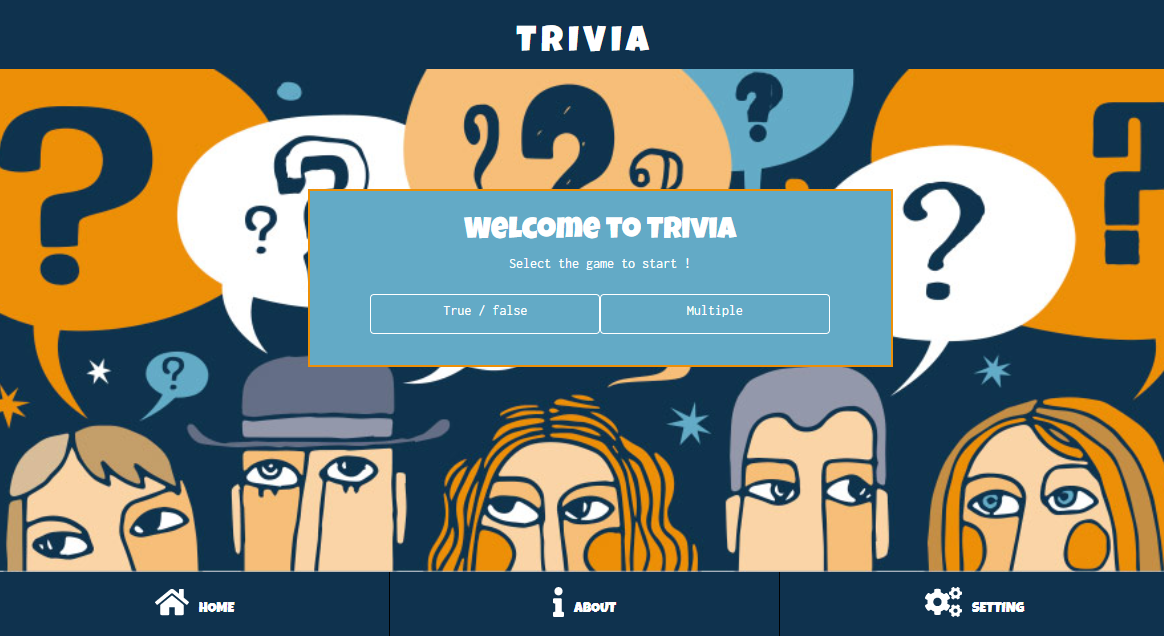 TRIVIA
Welcome To TRIVIA
Select the game to start !
True / false
Multiple
HOME
ABOUT
SETTING